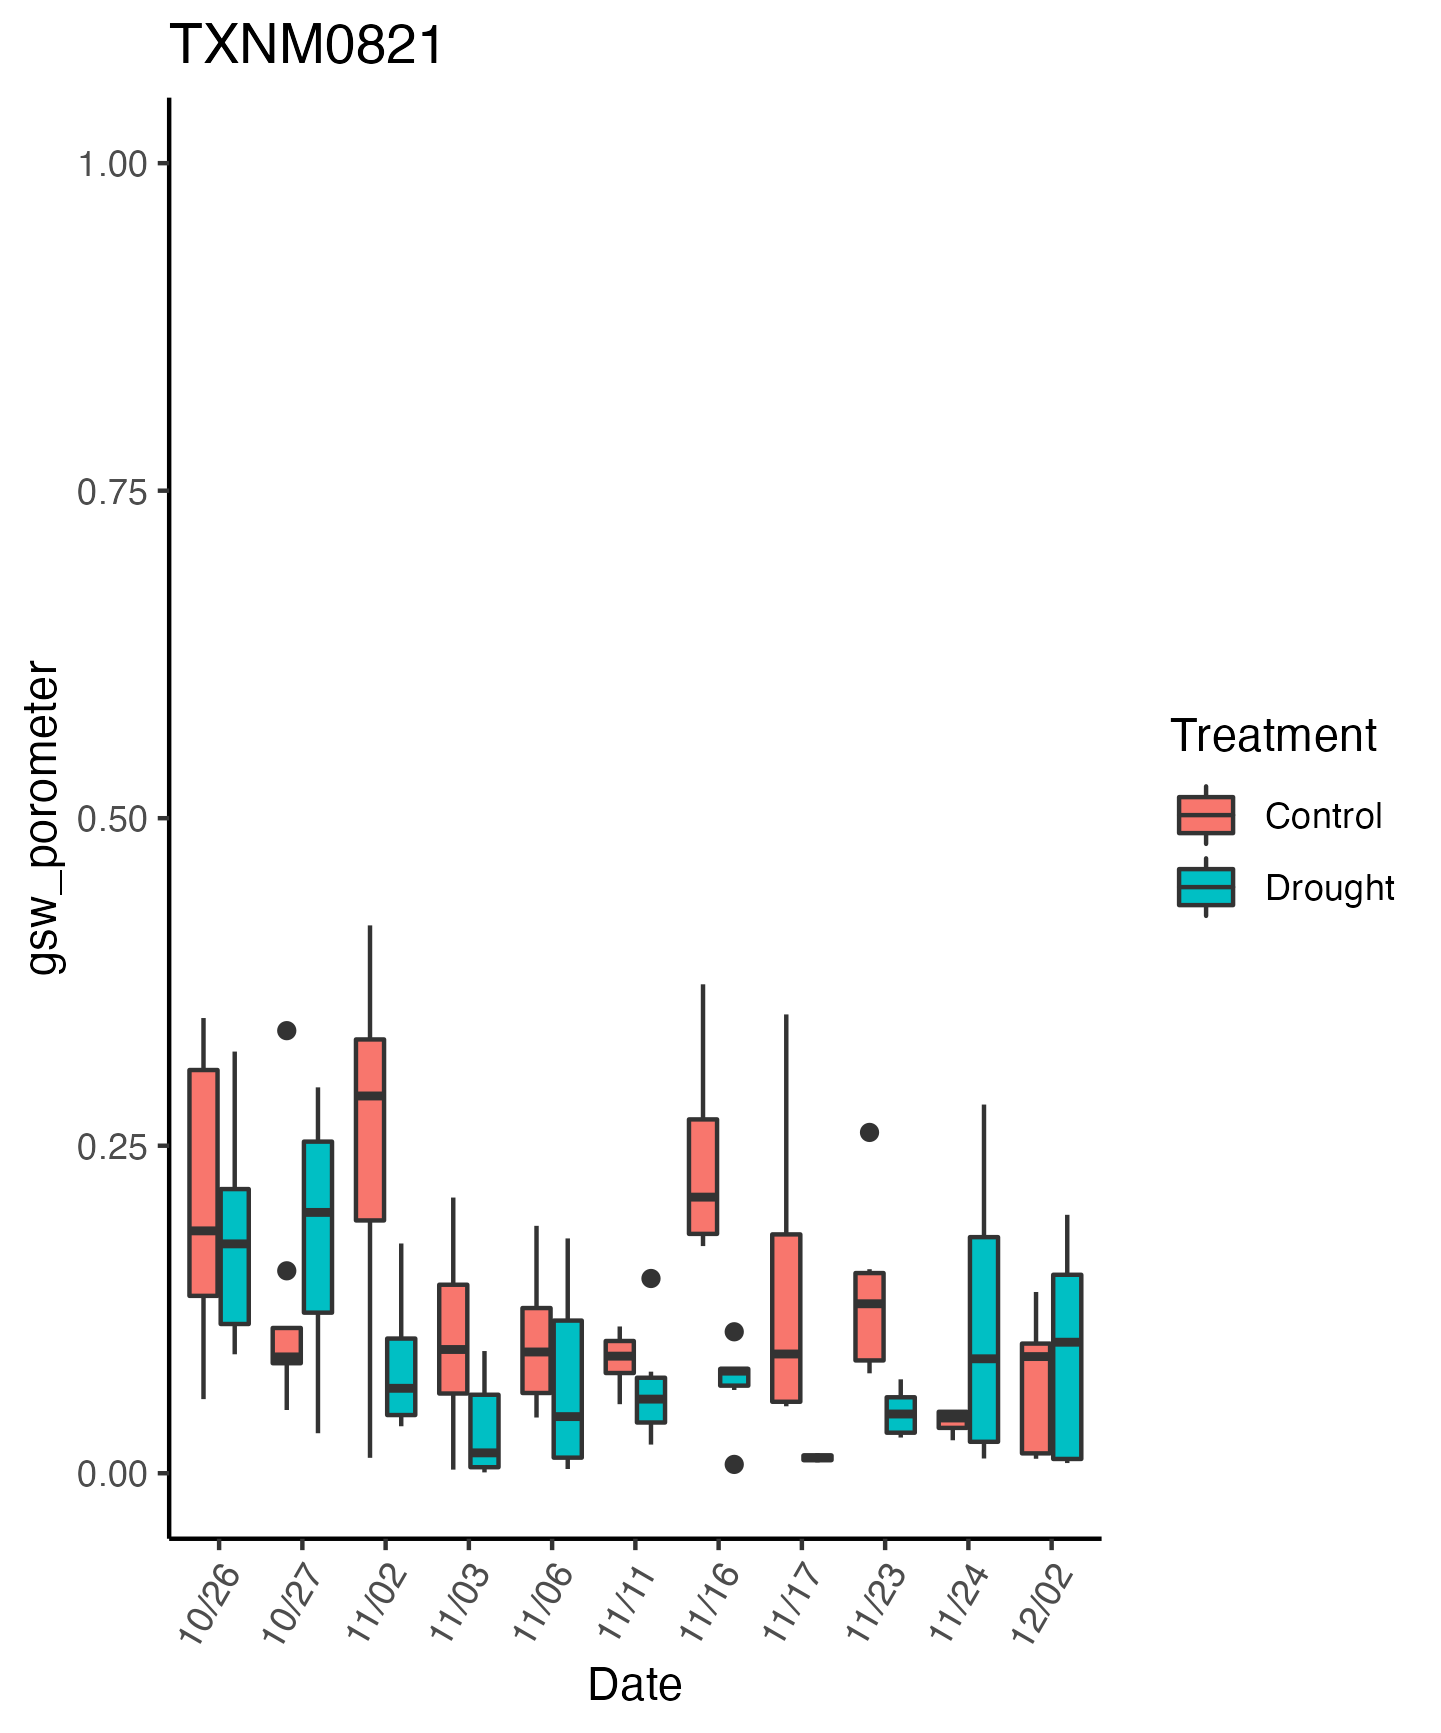 TXNM0821
1.00
0.75
0.50
0.25
0.00
gsw_porometer
10/26
10/27
11/02
11/03
11/06
11/11
11/16
11/17
11/23
11/24
12/02
Date
Treatment
Control
Drought